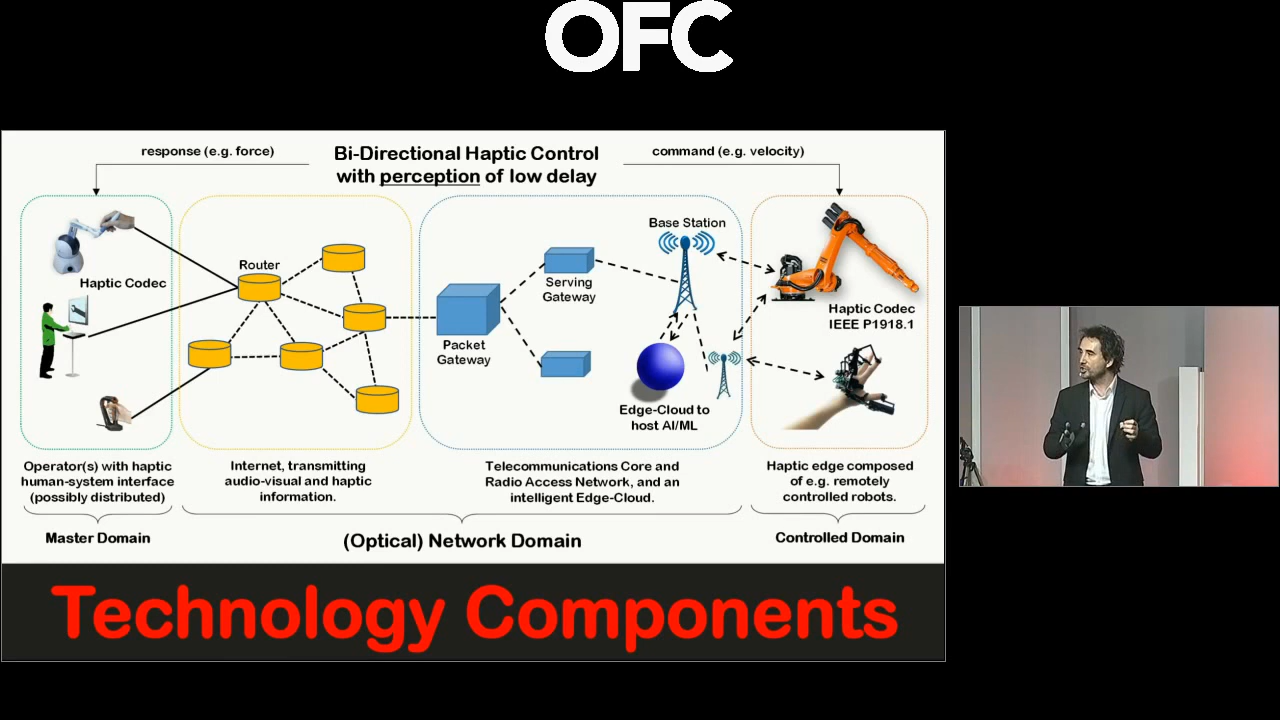 OFC
response (e.g. force)
Bi-Directional Haptic Control
with perception of low delay
command (e.g. velocity)
Haptic Codec
Router
Packet
Gateway
Serving
Gateway
Base Station
Edge-Cloud to
host AI/ML
Haptic Codec
IEEE P1918.1
Operator(s) with haptic
human-system interface
(possibly distributed)
Internet, transmitting
audio-visual and haptic
information.
Telecommunications Core and
Radio Access Network, and an
intelligent Edge-Cloud.
Haptic edge composed
of e.g. remotely
controlled robots.
Master Domain
(Optical) Network Domain
Controlled Domain
Technology Components